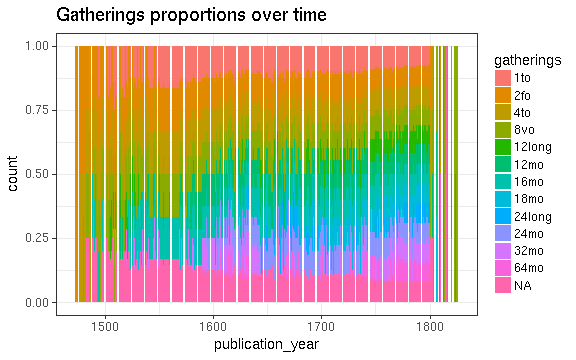 Gatherings proportions over time
1.00
0.75
0.50
0.25
0.00
count
1500
1600
1700
1800
publication_year
gatherings
1to
2fo
4to
8vo
12long
12mo
16mo
18mo
24long
24mo
32mo
64mo
NA